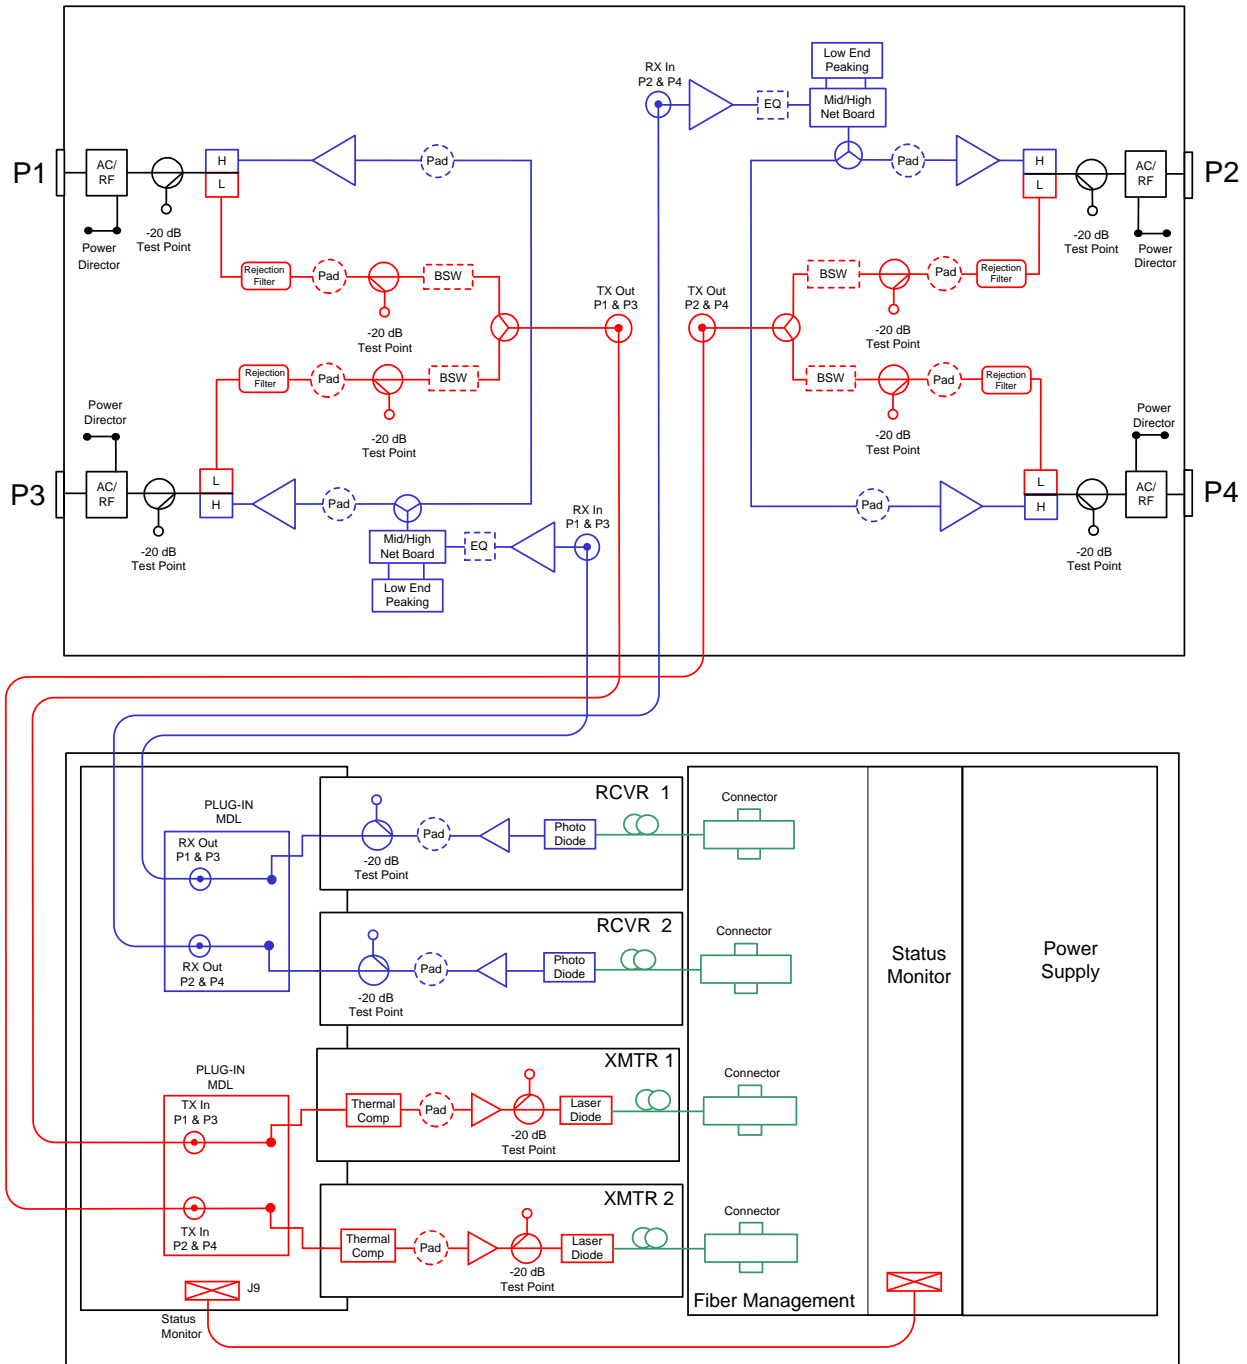 Low End
Peaking
RX In
P2 & P4
EQ
Mid/High
Net Board
P1
AC/
RF
H
L
Pad
Pad
H
L
AC/
RF
P2
-20 dB
Test Point
Power
Director
-20 dB
Test Point
Power
Director
Rejection
Filter
Pad
BSW
TX Out
P1 & P3
TX Out
P2 & P4
BSW
Pad
Rejection
Filter
-20 dB
Test Point
-20 dB
Test Point
Rejection
Filter
Pad
BSW
BSW
Pad
Rejection
Filter
Power
Director
-20 dB
Test Point
-20 dB
Test Point
Power
Director
P3
AC/
RF
L
H
Pad
RX In
P1 & P3
Pad
L
H
AC/
RF
P4
-20 dB
Test Point
Mid/High
Net Board
EQ
-20 dB
Test Point
Low End
Peaking
PLUG-IN
MDL
RX Out
P1 & P3
RCVR 1
Pad
Photo
Diode
-20 dB
Test Point
Connector
RX Out
P2 & P4
RCVR 2
Pad
Photo
Diode
-20 dB
Test Point
Connector
Status
Monitor
Power
Supply
PLUG-IN
MDL
TX In
P1 & P3
XMTR 1
Thermal
Comp
Pad
-20 dB
Test Point
Laser
Diode
Connector
TX In
P2 & P4
XMTR 2
Thermal
Comp
Pad
-20 dB
Test Point
Laser
Diode
Connector
J9
Status
Monitor
Fiber Management